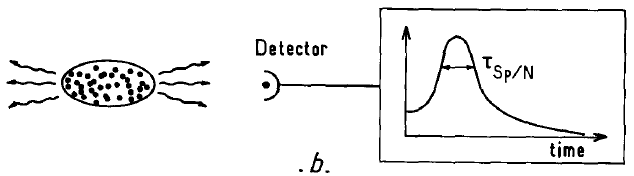 Detector
τSp/N
time
.b.